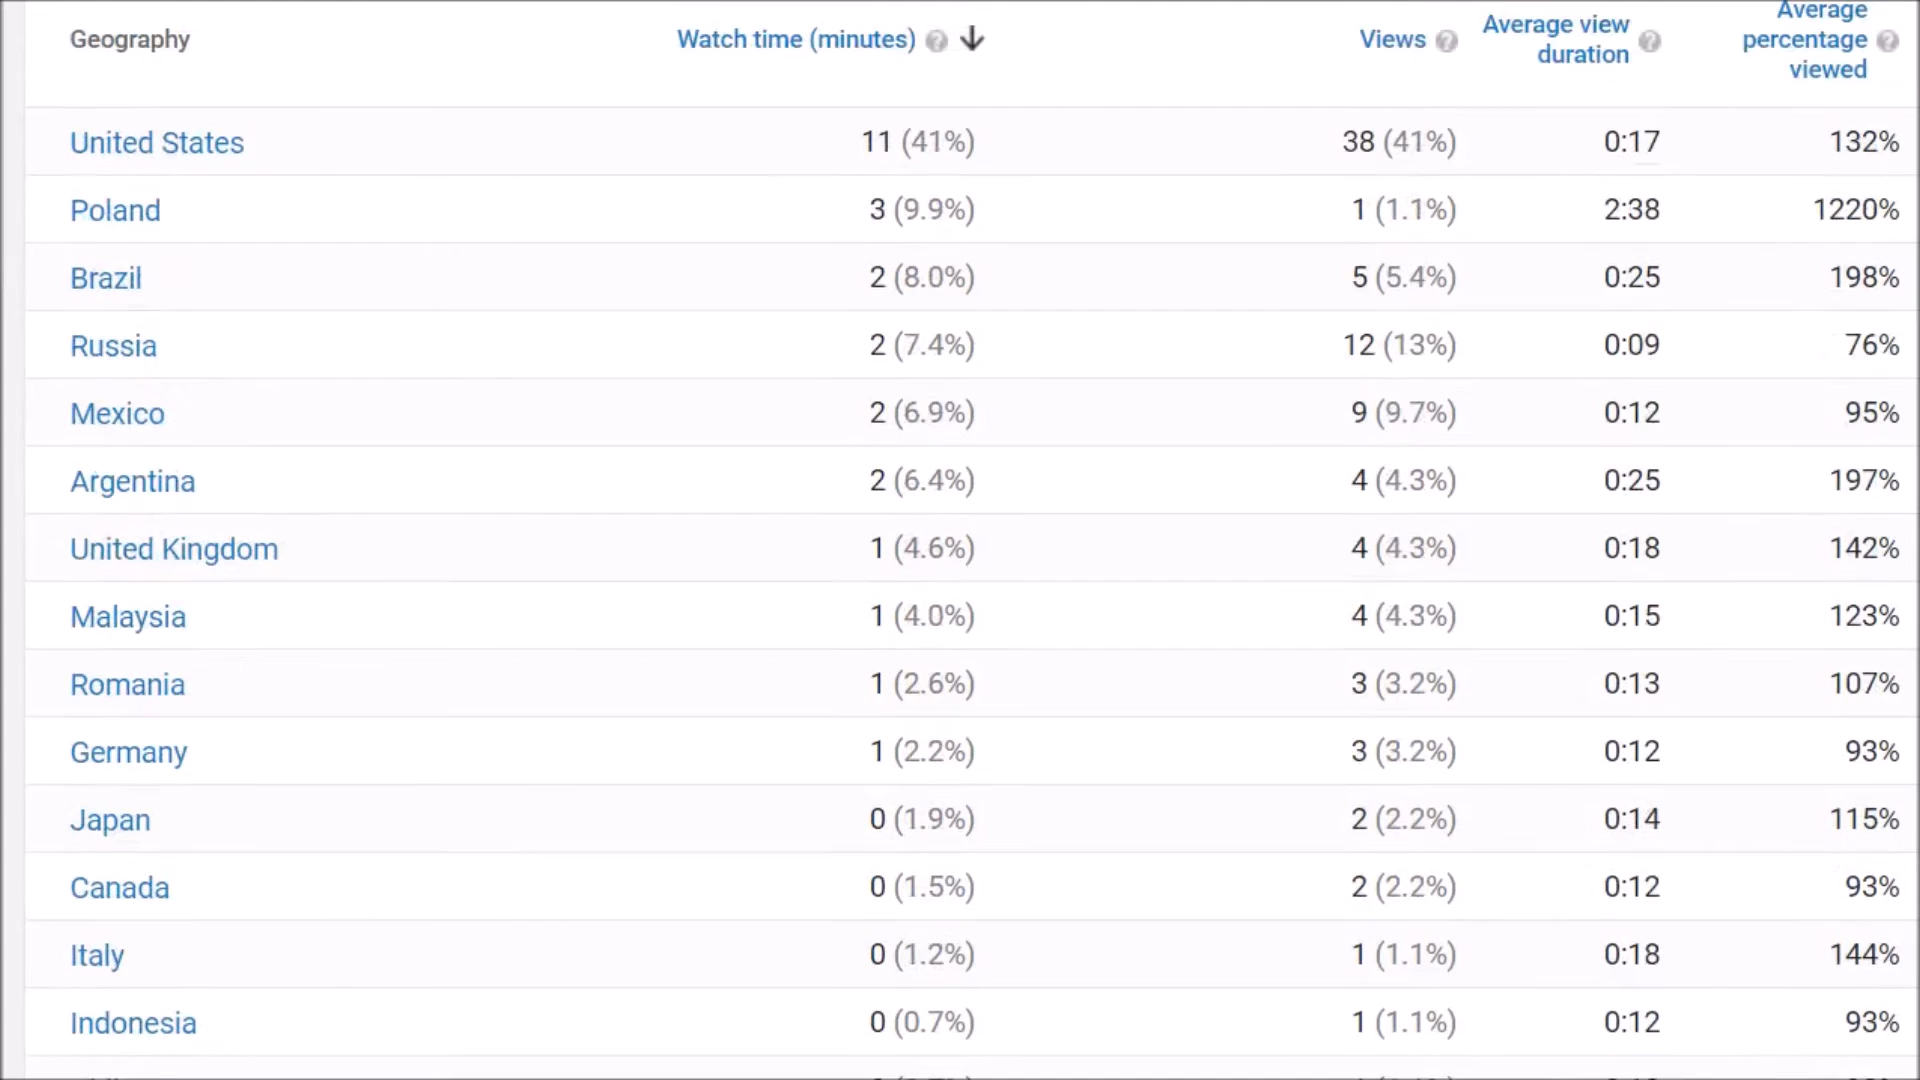 Geography Watch time (minutes) Views Average view duration Average percentage viewed
United States 11 (41%) 38 (41%) 0:17 132%
Poland 3 (9.9%) 1 (1.1%) 2:38 1220%
Brazil 2 (8.0%) 5 (5.4%) 0:25 198%
Russia 2 (7.4%) 12 (13%) 0:09 76%
Mexico 2 (6.9%) 9 (9.7%) 0:12 95%
Argentina 2 (6.4%) 4 (4.3%) 0:25 197%
United Kingdom 1 (4.6%) 4 (4.3%) 0:18 142%
Malaysia 1 (4.0%) 4 (4.3%) 0:15 123%
Romania 1 (2.6%) 3 (3.2%) 0:13 107%
Germany 1 (2.2%) 3 (3.2%) 0:12 93%
Japan 0 (1.9%) 2 (2.2%) 0:14 115%
Canada 0 (1.5%) 2 (2.2%) 0:12 93%
Italy 0 (1.2%) 1 (1.1%) 0:18 144%
Indonesia 0 (0.7%) 1 (1.1%) 0:12 93%